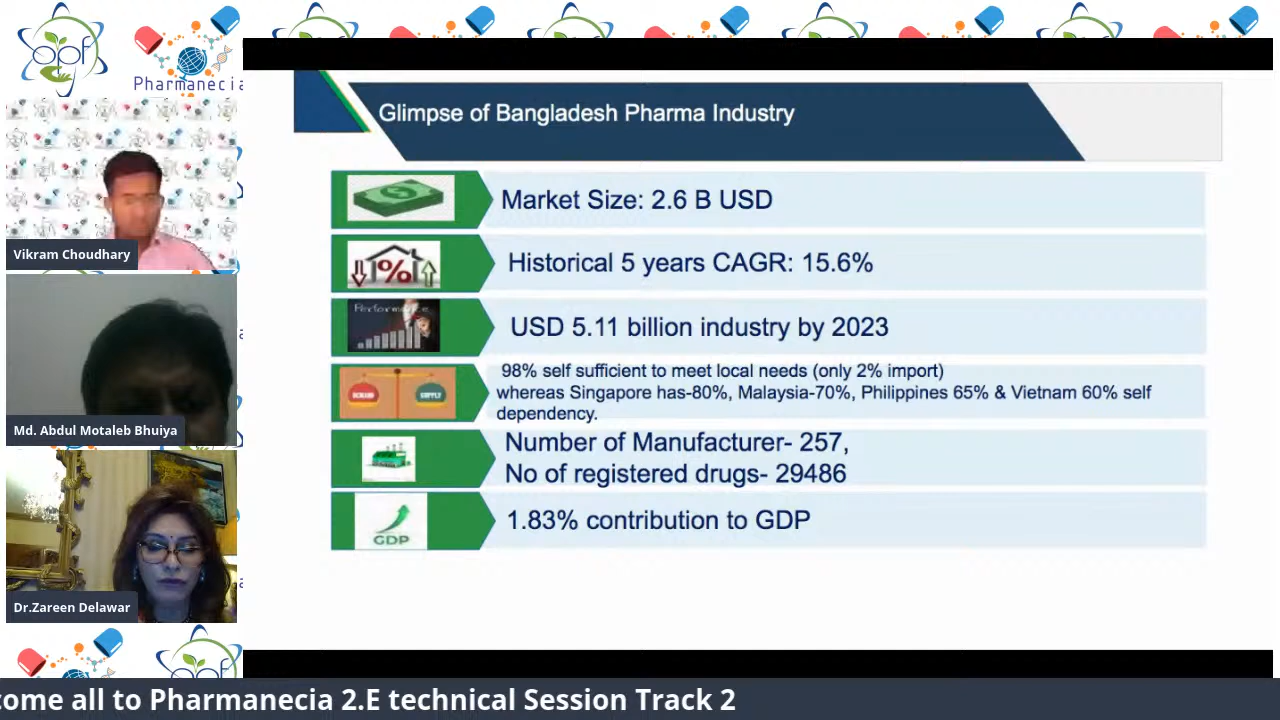 opf
Pharmanecia
Vikram Choudhary
Md. Abdul Motaleb Bhuiya
Dr.Zareen Delawar
Glimpse of Bangladesh Pharma Industry
Market Size: 2.6 B USD
Historical 5 years CAGR: 15.6%
%
Performance
USD 5.11 billion industry by 2023
DEMAND
SUPPLY
98% self sufficient to meet local needs (only 2% import)
whereas Singapore has-80%, Malaysia-70%, Philippines 65% & Vietnam 60% self
dependency.
Number of Manufacturer- 257,
No of registered drugs- 29486
GDP
1.83% contribution to GDP
come all to Pharmanecia 2.E technical Session Track 2